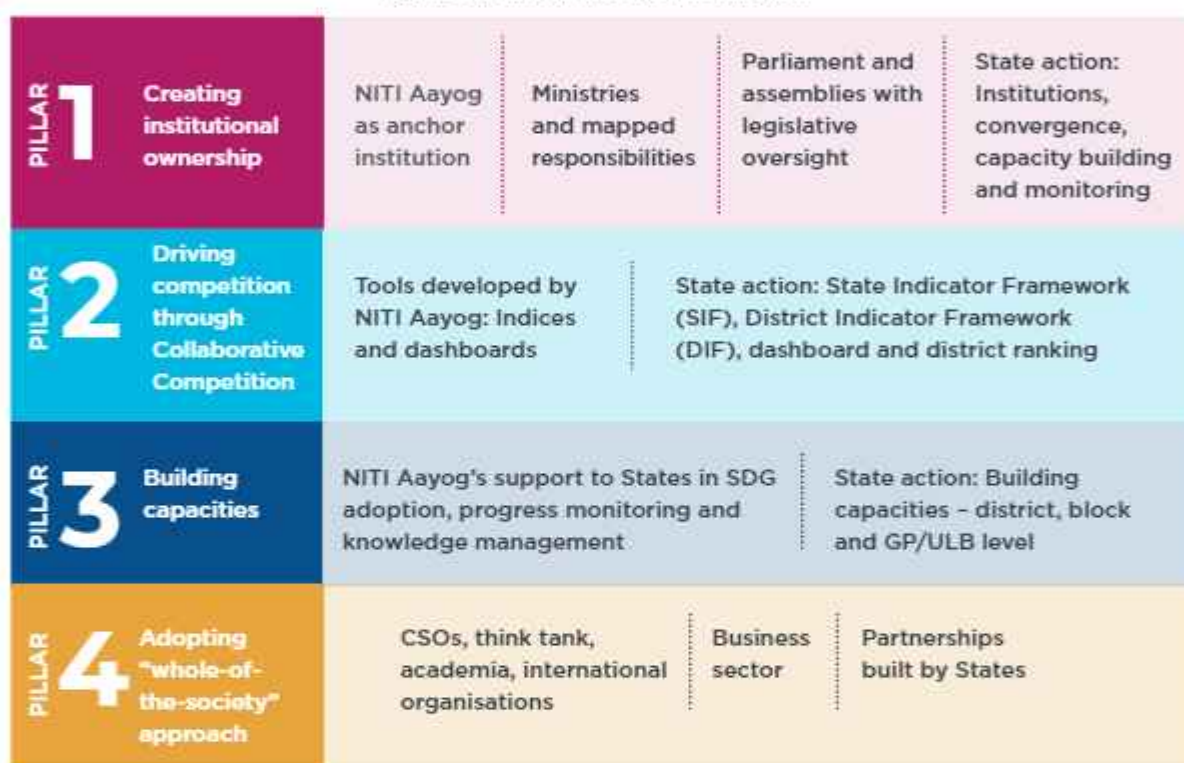 PILLAR
1
Creating
institutional
ownership
NITI Aayog
as anchor
institution
Ministries
and mapped
responsibilities
Parliament and
assemblies with
legislative
oversight
State action:
Institutions,
convergence,
capacity building
and monitoring
PILLAR
2
Driving
competition
through
Collaborative
Competition
Tools developed by
NITI Aayog: Indices
and dashboards
State action: State Indicator Framework
(SIF), District Indicator Framework
(DIF), dashboard and district ranking
PILLAR
3
Building
capacities
NITI Aayog's support to States in SDG
adoption, progress monitoring and
knowledge management
State action: Building
capacities – district, block
and GP/ULB level
PILLAR
4
Adopting
"whole-of-
the-society"
approach
CSOs, think tank,
academia, international
organisations
Business
sector
Partnerships
built by States